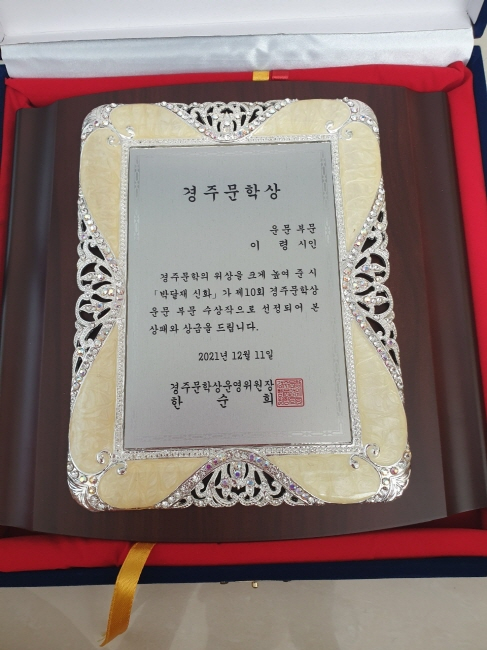 경주문학상
운문 부문
이 령 시인
경주문학의 위상을 크게 높여 준 시
「박달재 신화」가 제10회 경주문학상
운문 부문 수상작으로 선정되어 본
상패와 상금을 드립니다.
2021년 12월 11일
경주문학상운영위원장
한 순 희